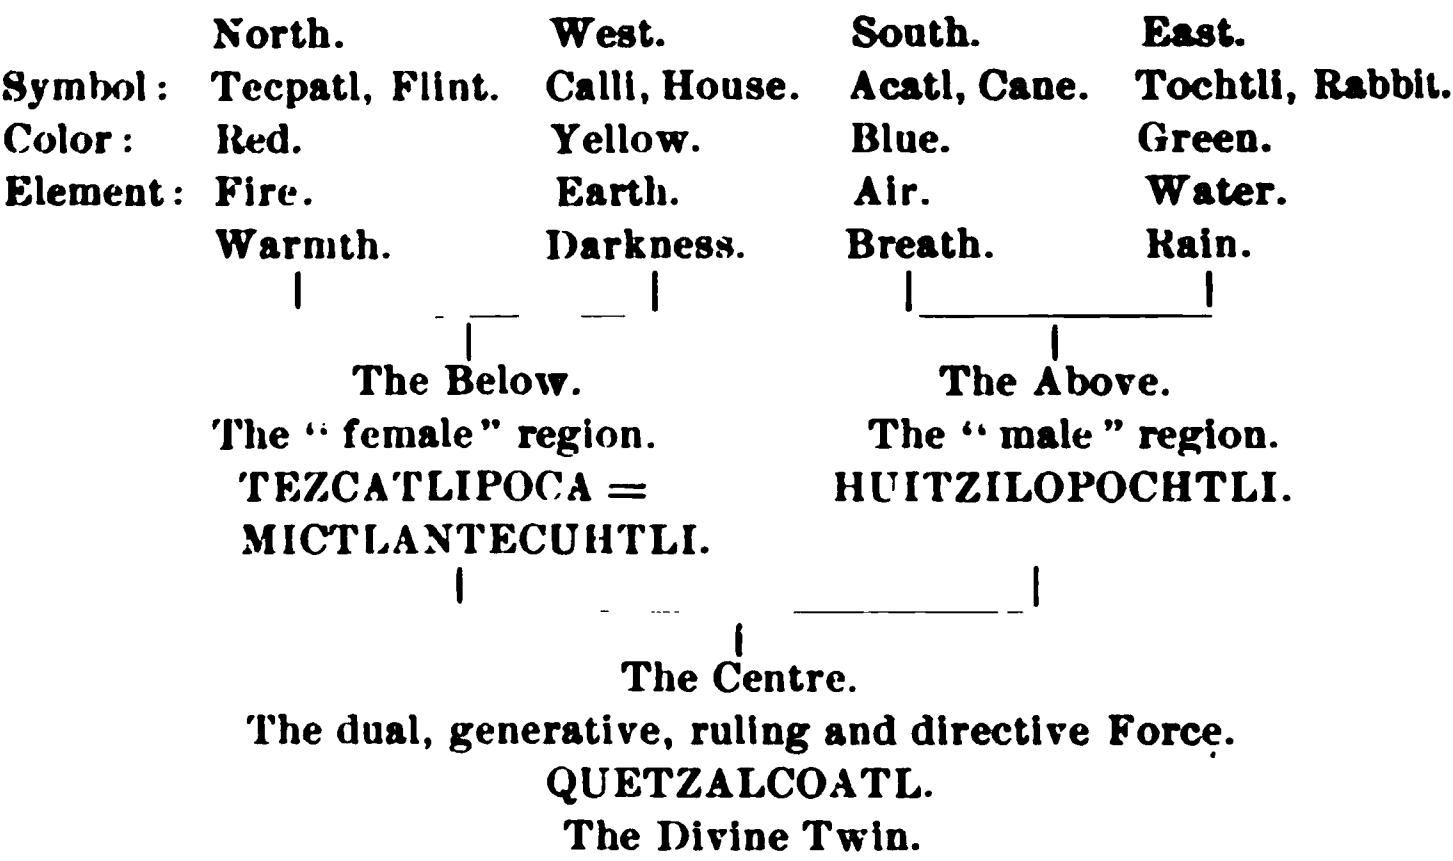 North. West. South. East.
Symbol: Tecpatl, Flint. Calli, House. Acatl, Cane. Tochtli, Rabbit.
Color: Red. Yellow. Blue. Green.
Element: Fire. Earth. Air. Water.
Warmth. Darkness. Breath. Rain.
The Below. The Above.
The "female" region. The "male" region.
TEZCATLIPOCA = HUITZILOPOCHTLI.
MICTLANTECUHTLI.
The Centre.
The dual, generative, ruling and directive Force.
QUETZALCOATL.
The Divine Twin.